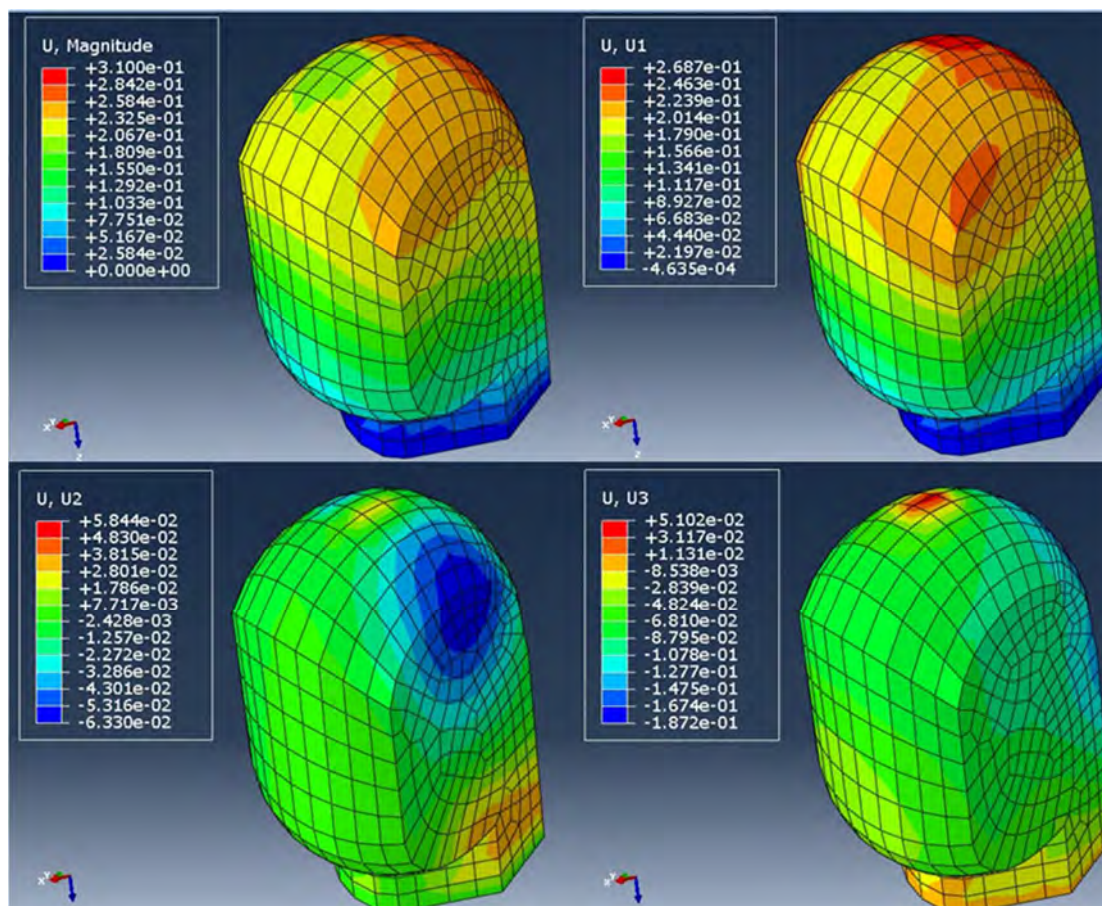 U, Magnitude
+3.100e-01
+2.842e-01
+2.584e-01
+2.325e-01
+2.067e-01
+1.809e-01
+1.550e-01
+1.292e-01
+1.033e-01
+7.751e-02
+5.167e-02
+2.584e-02
+0.000e+00
X
Y
Z
U, U1
+2.687e-01
+2.463e-01
+2.239e-01
+2.014e-01
+1.790e-01
+1.566e-01
+1.341e-01
+1.117e-01
+8.927e-02
+6.683e-02
+4.440e-02
+2.197e-02
-4.635e-04
X
Y
Z
U, U2
+5.844e-02
+4.830e-02
+3.815e-02
+2.801e-02
+1.786e-02
+7.717e-03
-2.428e-03
-1.257e-02
-2.272e-02
-3.286e-02
-4.301e-02
-5.316e-02
-6.330e-02
X
Y
U, U3
+5.102e-02
+3.117e-02
+1.131e-02
-8.538e-03
-2.839e-02
-4.824e-02
-6.810e-02
-8.795e-02
-1.078e-01
-1.277e-01
-1.475e-01
-1.674e-01
-1.872e-01
X
Y